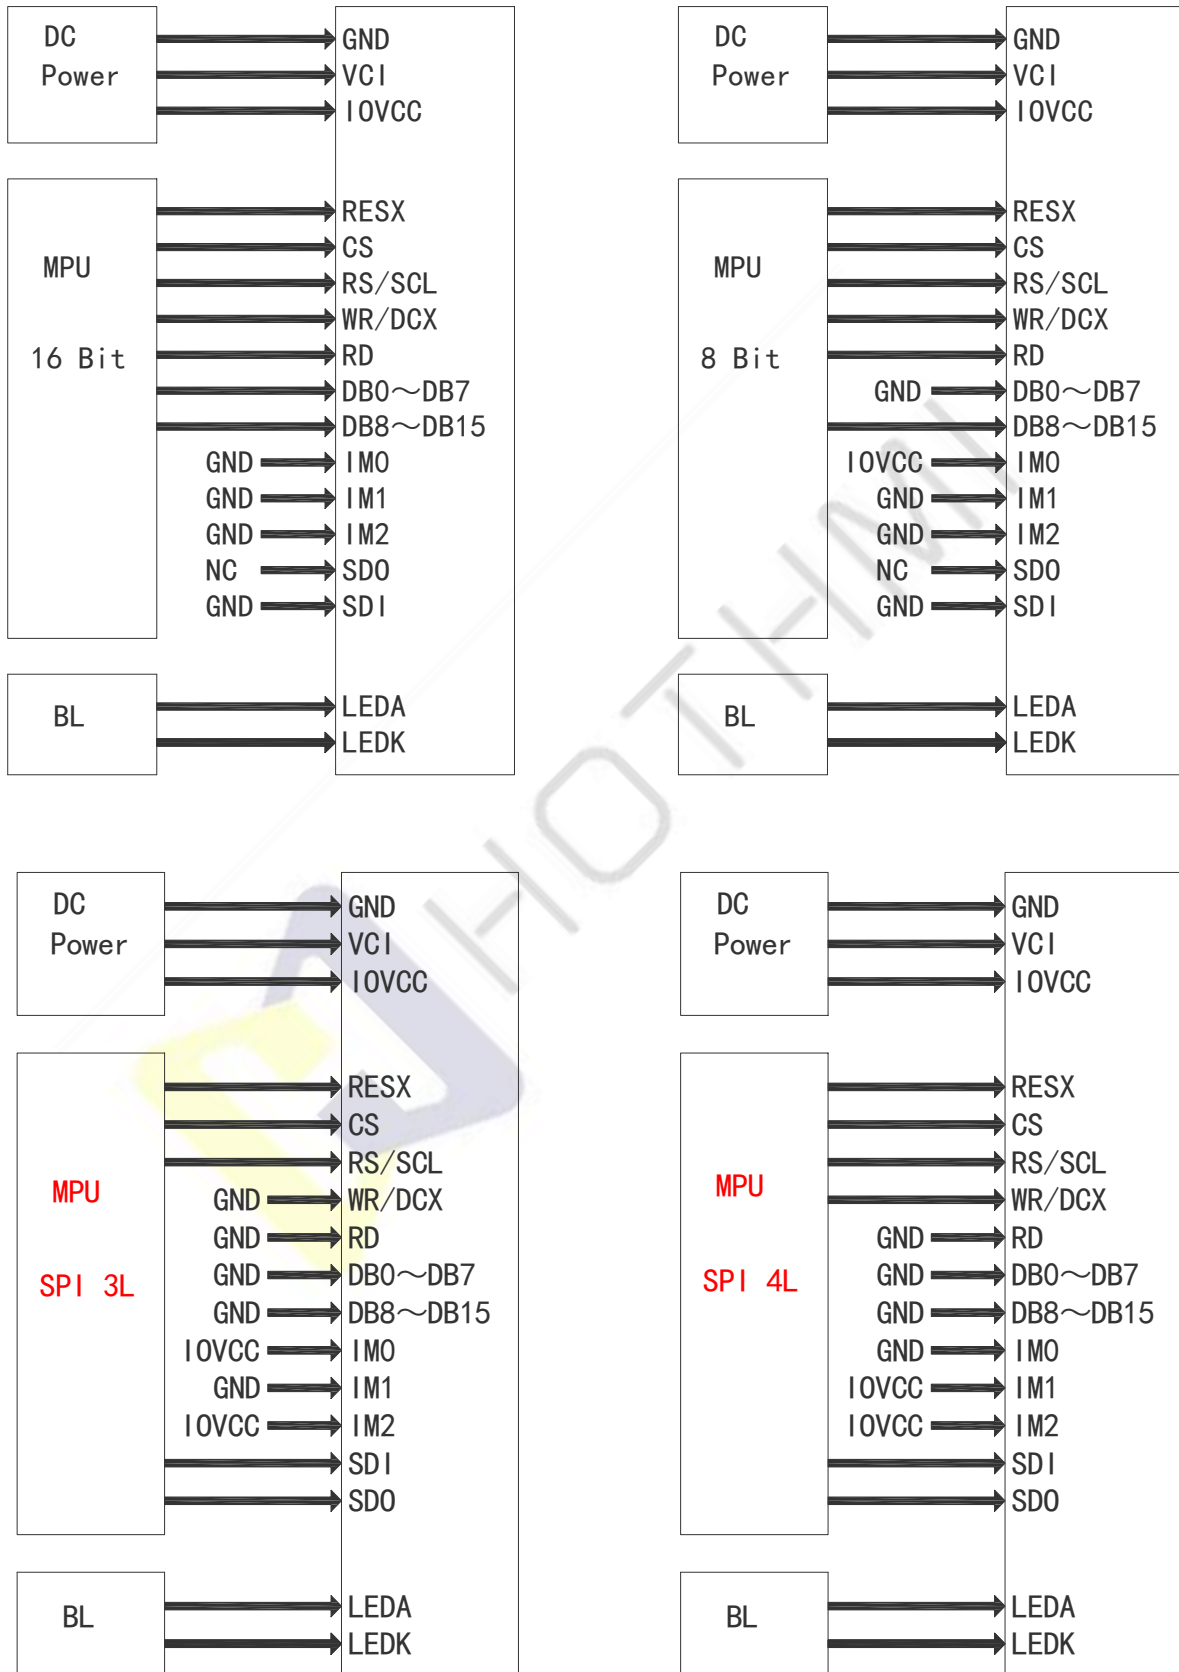 DC
Power
GND
VCI
IOVCC
MPU
16 Bit
RESX
CS
RS/SCL
WR/DCX
RD
DB0～DB7
DB8～DB15
GND IM0
GND IM1
GND IM2
NC SDO
GND SDI
BL
LEDA
LEDK
DC
Power
GND
VCI
IOVCC
MPU
8 Bit
RESX
CS
RS/SCL
WR/DCX
RD
GND DB0～DB7
DB8～DB15
IOVCC IM0
GND IM1
GND IM2
NC SDO
GND SDI
BL
LEDA
LEDK
DC
Power
GND
VCI
IOVCC
MPU
SPI 3L
RESX
CS
RS/SCL
GND WR/DCX
GND RD
GND DB0～DB7
GND DB8～DB15
IOVCC IM0
GND IM1
IOVCC IM2
SDI
SDO
BL
LEDA
LEDK
DC
Power
GND
VCI
IOVCC
MPU
SPI 4L
RESX
CS
RS/SCL
WR/DCX
GND RD
GND DB0～DB7
GND DB8～DB15
GND IM0
IOVCC IM1
IOVCC IM2
SDI
SDO
BL
LEDA
LEDK
HOTHMI